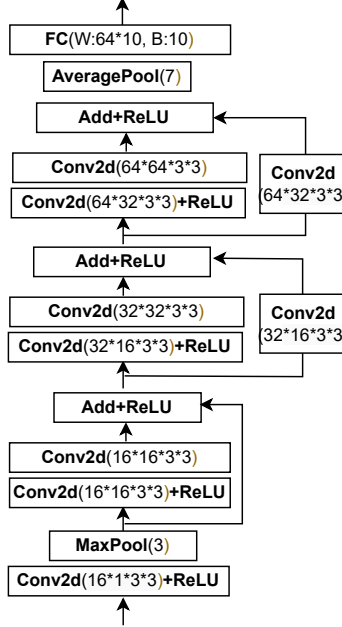 FC(W:64*10, B:10)
AveragePool(7)
Add+ReLU
Conv2d(64*64*3*3)
Conv2d(64*32*3*3)+ReLU
Conv2d
(64*32*3*3
Add+ReLU
Conv2d(32*32*3*3)
Conv2d(32*16*3*3)+ReLU
Conv2d
(32*16*3*3
Add+ReLU
Conv2d(16*16*3*3)
Conv2d(16*16*3*3)+ReLU
MaxPool(3)
Conv2d(16*1*3*3)+ReLU